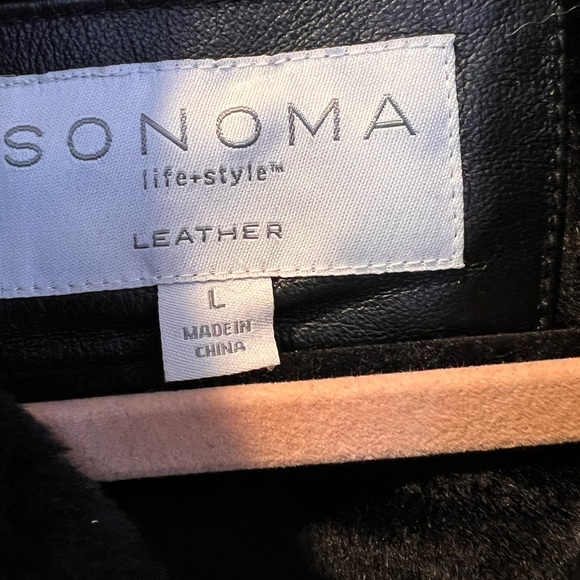 SONOMA
life+style™
LEATHER
L
MADE IN
CHINA